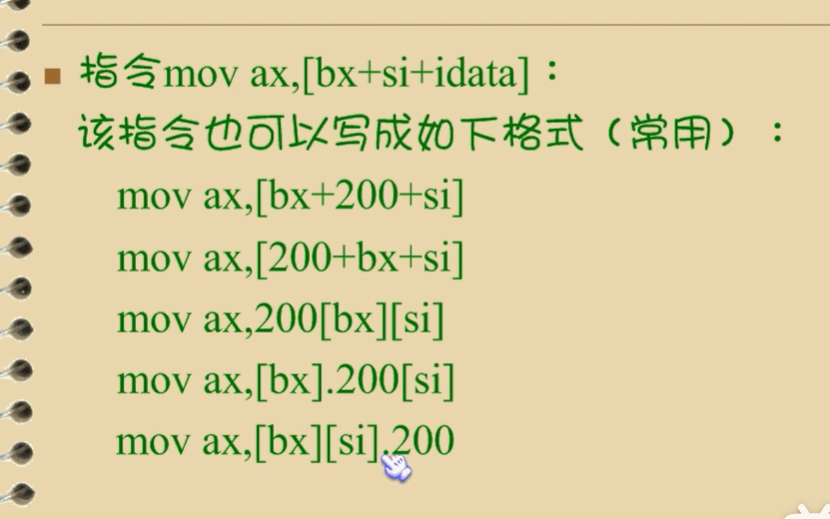 指令mov ax,[bx+si+idata]：
该指令也可以写成如下格式（常用）：
mov ax,[bx+200+si]
mov ax,[200+bx+si]
mov ax,200[bx][si]
mov ax,[bx].200[si]
mov ax,[bx][si].200